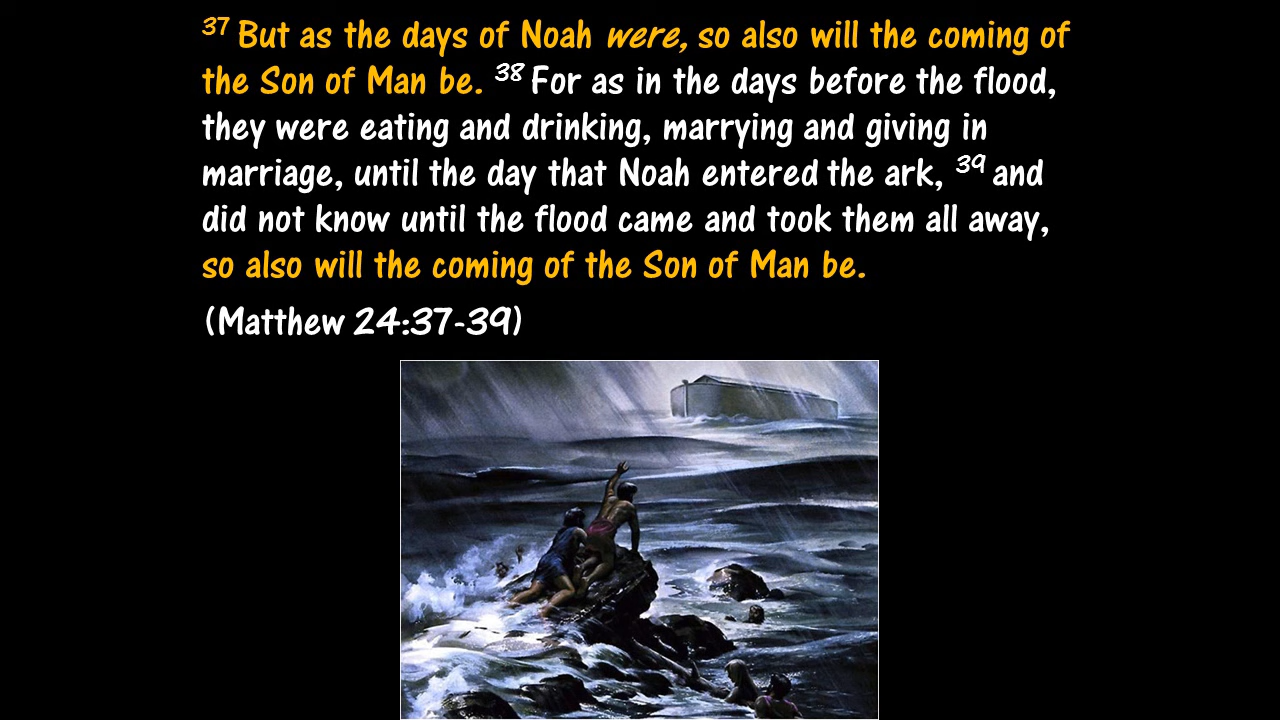 37 But as the days of Noah were, so also will the coming of
the Son of Man be. 38 For as in the days before the flood,
they were eating and drinking, marrying and giving in
marriage, until the day that Noah entered the ark, 39 and
did not know until the flood came and took them all away,
so also will the coming of the Son of Man be.
(Matthew 24:37-39)